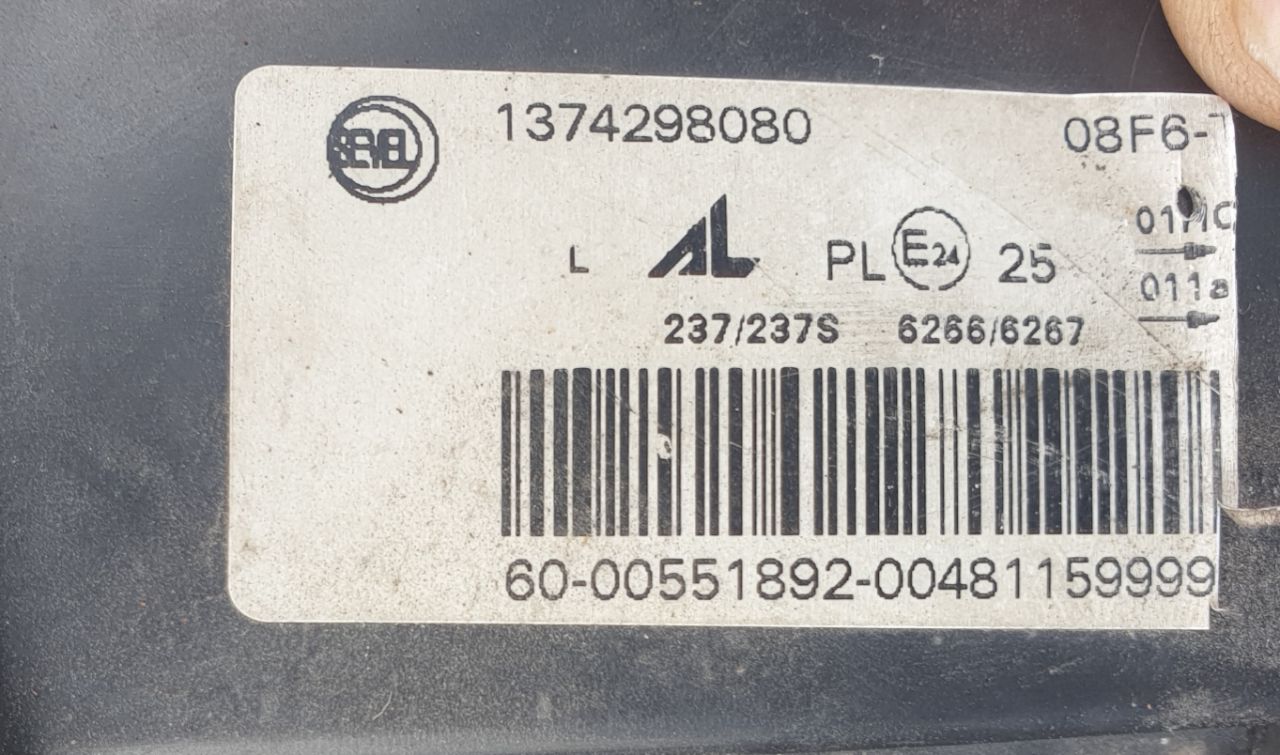 SEVEL 1374298080 08F6-
L AL PL E24 25
011a
237/237S 6266/6267
60-00551892-00481159999